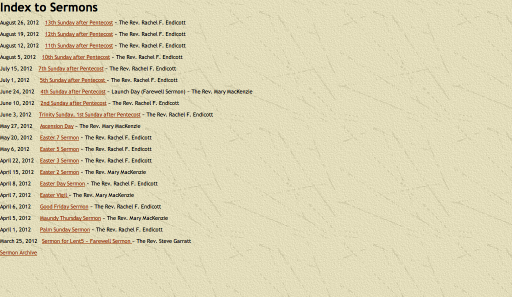 Index to Sermons
August 26, 2012 13th Sunday after Pentecost - The Rev. Rachel F. Endicott
August 19, 2012 12th Sunday after Pentecost - The Rev. Rachel F. Endicott
August 12, 2012 11th Sunday after Pentecost - The Rev. Rachel F. Endicott
August 5, 2012 10th Sunday after Pentecost - The Rev. Rachel F. Endicott
July 15, 2012 7th Sunday after Pentecost - The Rev. Rachel F. Endicott
July 1, 2012 5th Sunday after Pentecost - The Rev. Rachel F. Endicott
June 24, 2012 4th Sunday after Pentecost - Launch Day (Farewell Sermon) - The Rev. Mary MacKenzie
June 10, 2012 2nd Sunday after Pentecost - The Rev. Rachel F. Endicott
June 3, 2012 Trinity Sunday, 1st Sunday after Pentecost - The Rev. Rachel F. Endicott
May 27, 2012 Ascension Day - The Rev. Mary MacKenzie
May 20, 2012 Easter 7 Sermon - The Rev. Rachel F. Endicott
May 6, 2012 Easter 5 Sermon - The Rev. Rachel F. Endicott
April 22, 2012 Easter 3 Sermon - The Rev. Rachel F. Endicott
April 15, 2012 Easter 2 Sermon - The Rev. Mary MacKenzie
April 8, 2012 Easter Day Sermon - The Rev. Rachel F. Endicott
April 7, 2012 Easter Vigil - The Rev. Mary MacKenzie
April 6, 2012 Good Friday Sermon - The Rev. Rachel F. Endicott
April 5, 2012 Maundy Thursday Sermon - The Rev. Rachel F. Endicott
April 1, 2012 Palm Sunday Sermon - The Rev. Rachel F. Endicott
March 25, 2012 Sermon for Lent5 - Farewell Sermon - The Rev. Steve Garratt
Sermon Archive